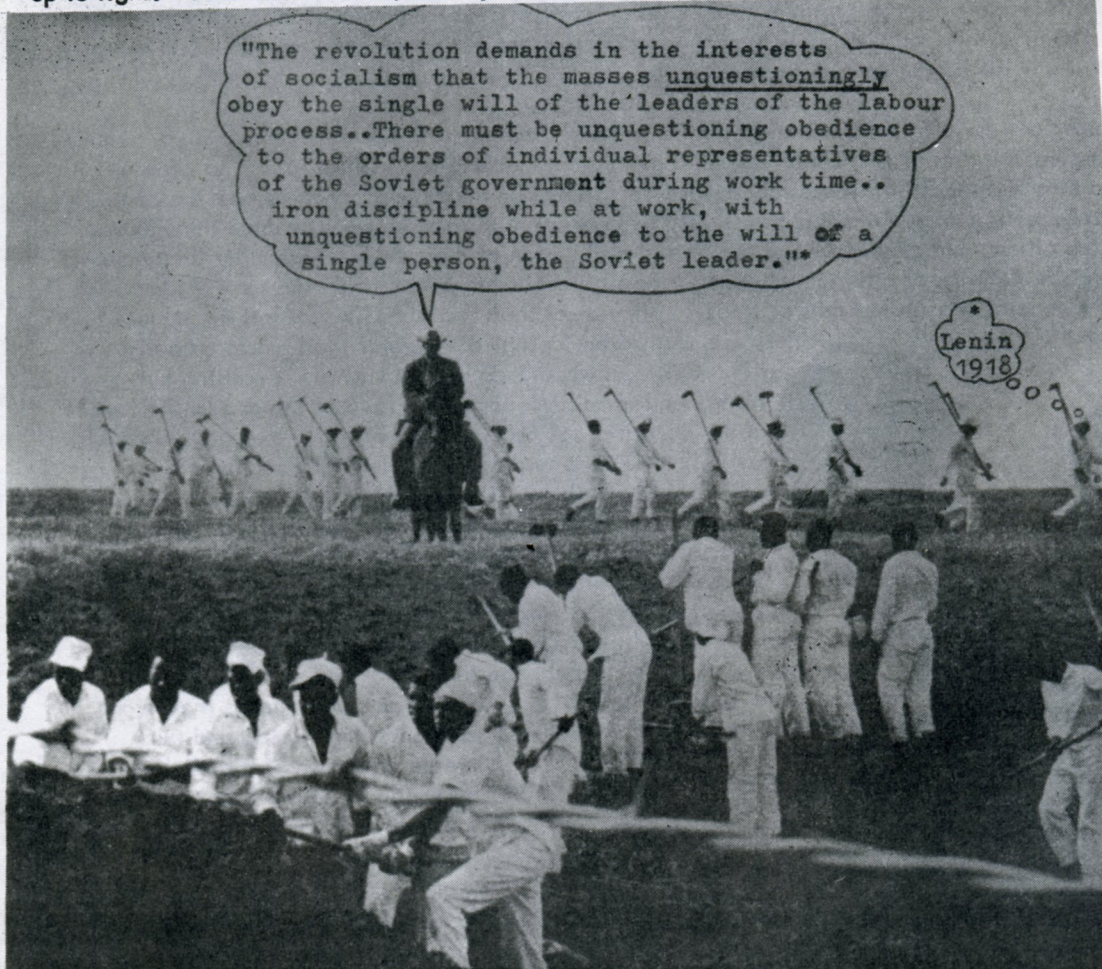 "The revolution demands in the interests
of socialism that the masses unquestioningly
obey the single will of the leaders of the labour
process..There must be unquestioning obedience
to the orders of individual representatives
of the Soviet government during work time..
iron discipline while at work, with
unquestioning obedience to the will of a
single person, the Soviet leader."*
*
Lenin
1918